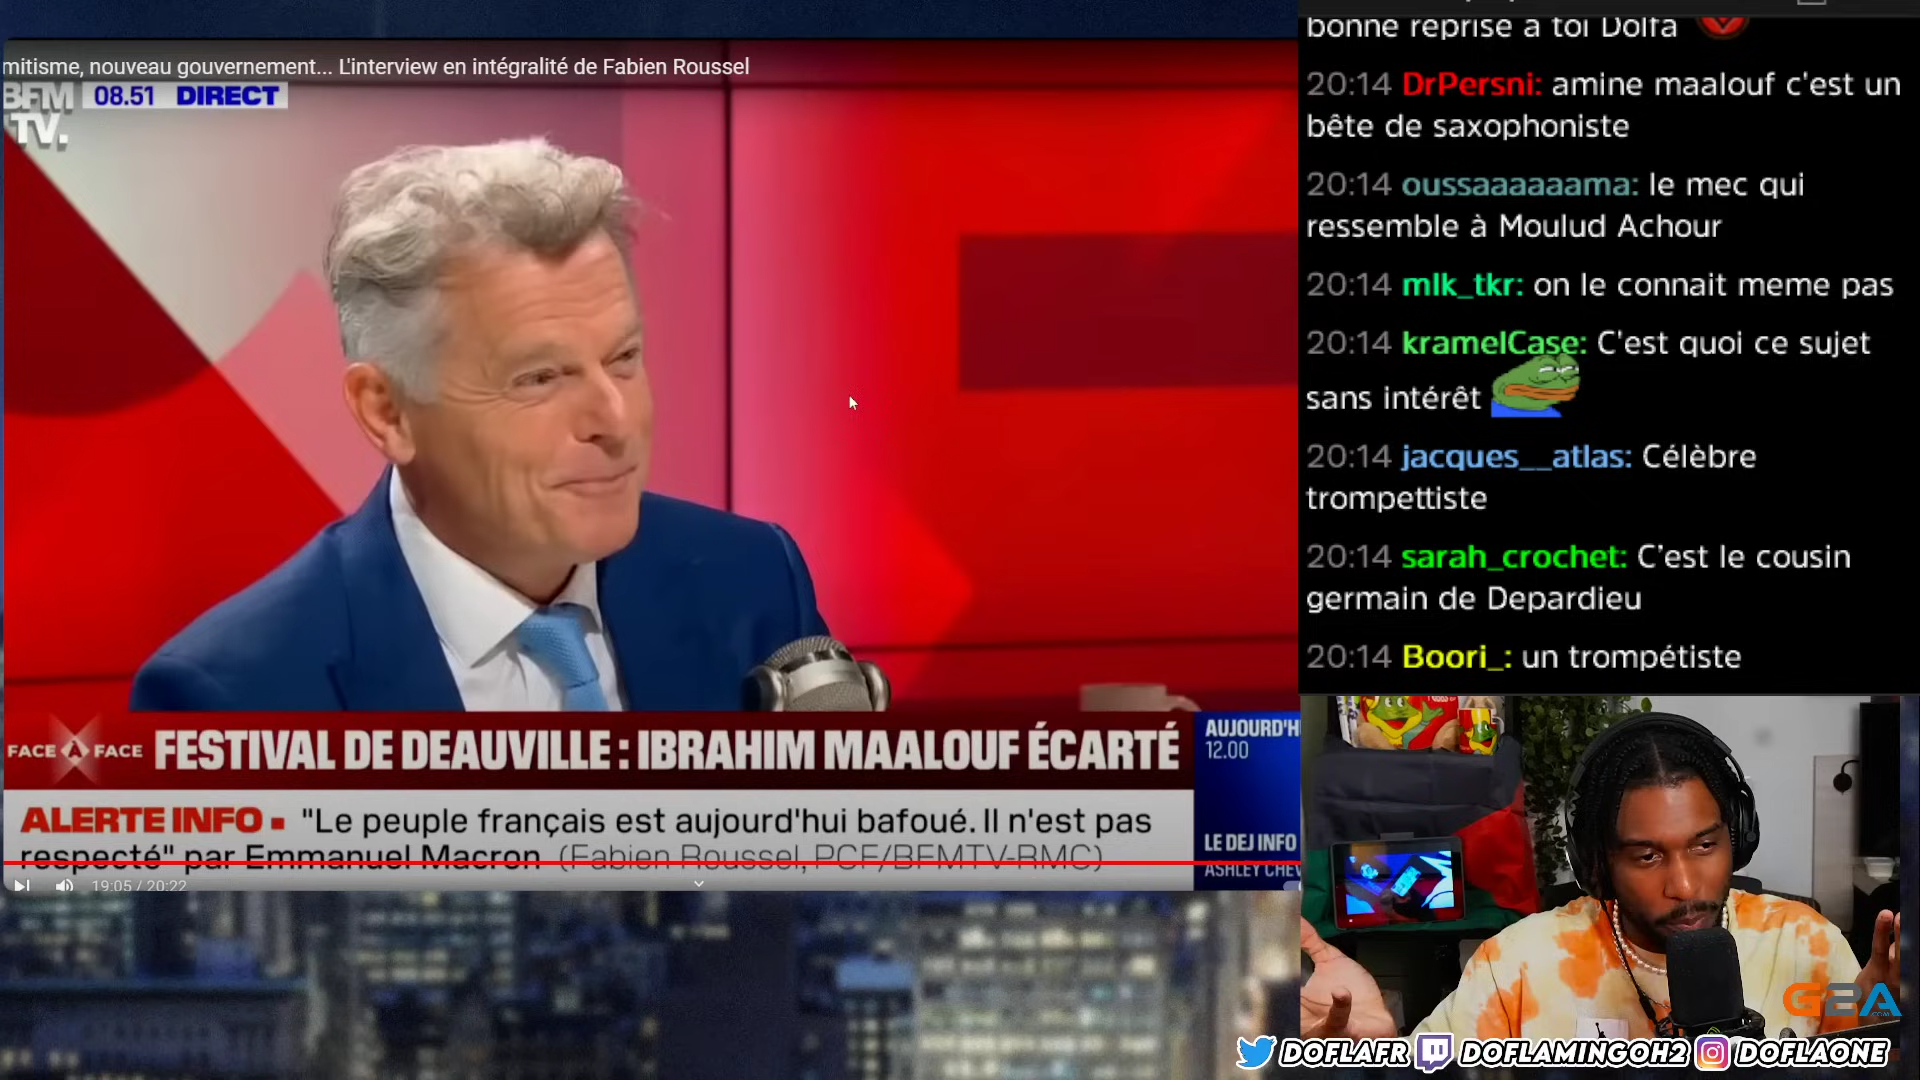 mitisme, nouveau gouvernement... L'interview en intégralité de Fabien Roussel
BFM
TV.
08.51 DIRECT
FACE À FACE
FESTIVAL DE DEAUVILLE : IBRAHIM MAALOUF ÉCARTÉ
ALERTE INFO ▪ "Le peuple français est aujourd'hui bafoué. Il n'est pas
respecté" par Emmanuel Macron (Fabien Roussel, PCF/BFMTV-RMC)
AUJOURD'H
12.00
LE DEJ INFO
ASHLEY CHEV
19:05 / 20:22
bonne reprise a toi Dolfa
20:14 DrPersni: amine maalouf c'est un
bête de saxophoniste
20:14 oussaaaaaama: le mec qui
ressemble à Moulud Achour
20:14 mlk_tkr: on le connait meme pas
20:14 kramelCase: C'est quoi ce sujet
sans intérêt
20:14 jacques__atlas: Célèbre
trompettiste
20:14 sarah_crochet: C'est le cousin
germain de Depardieu
20:14 Boori_: un trompétiste
G2A
.COM
DOFLAFR DOFLAMINGOH2 DOFLAONE